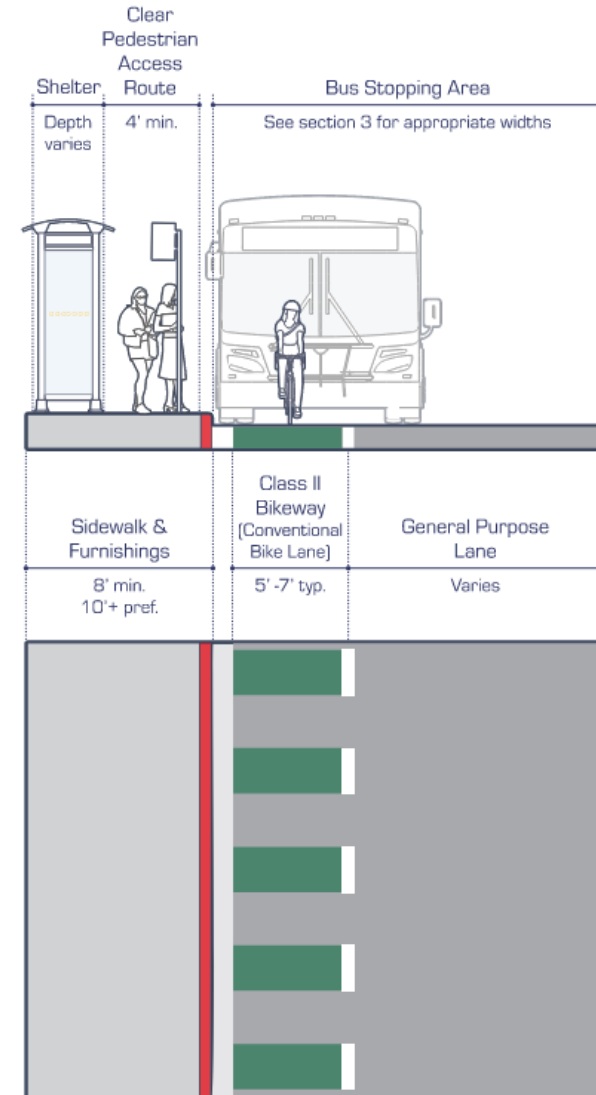 Clear
Pedestrian
Access
Route
Shelter
Bus Stopping Area
Depth
varies
4' min.
See section 3 for appropriate widths
Sidewalk &
Furnishings
Class II
Bikeway
(Conventional
Bike Lane)
General Purpose
Lane
8' min.
10'+ pref.
5' -7' typ.
Varies